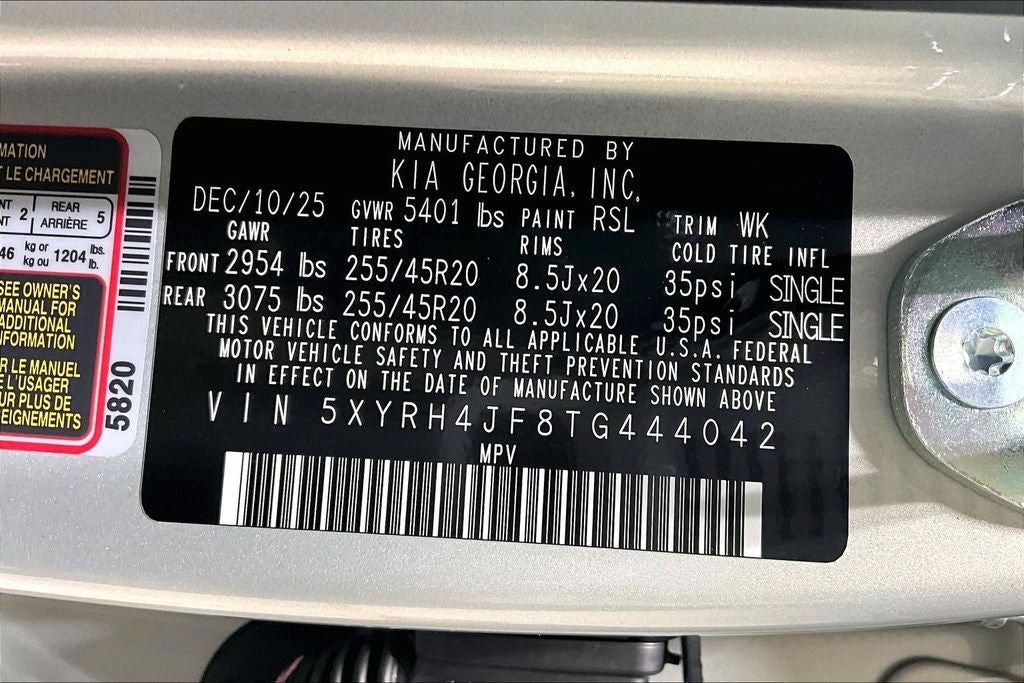 MATION
T LE CHARGEMENT
NT 2 REAR 5
NT ARRIÈRE
46 kg or 1204 lbs.
kg ou lb.
SEE OWNER'S
MANUAL FOR
ADDITIONAL
INFORMATION
R LE MANUEL
E L'USAGER
UR PLUS DE
SEIGNEMENTS
5820
MANUFACTURED BY
KIA GEORGIA, INC.
DEC/10/25 GVWR 5401 lbs PAINT RSL TRIM WK
GAWR TIRES RIMS COLD TIRE INFL
FRONT 2954 lbs 255/45R20 8.5Jx20 35psi SINGLE
REAR 3075 lbs 255/45R20 8.5Jx20 35psi SINGLE
THIS VEHICLE CONFORMS TO ALL APPLICABLE U.S.A. FEDERAL
MOTOR VEHICLE SAFETY AND THEFT PREVENTION STANDARDS
IN EFFECT ON THE DATE OF MANUFACTURE SHOWN ABOVE
VIN 5XYRH4JF8TG444042
MPV